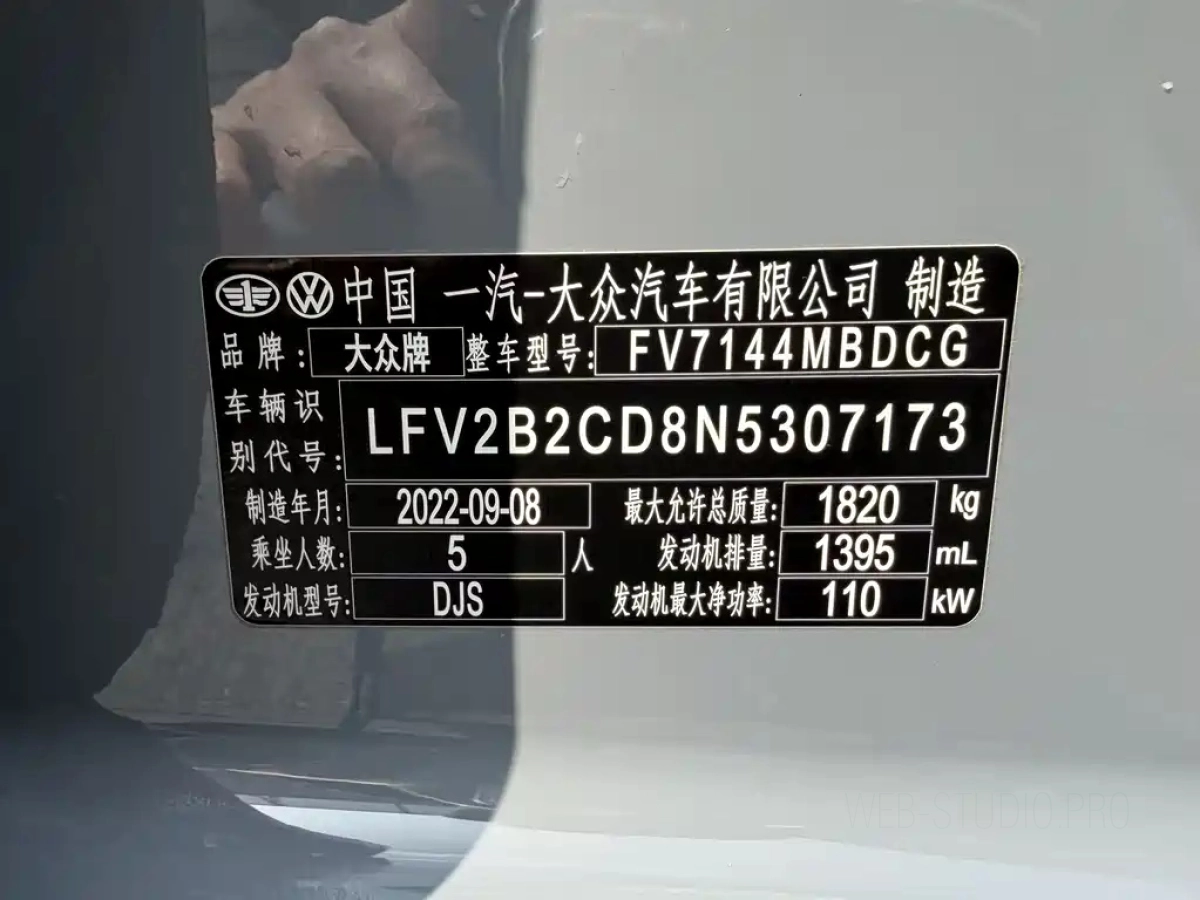 中国 一汽-大众汽车有限公司 制造
品牌: 大众牌 整车型号: FV7144MBDCG
车辆识别代号: LFV2B2CD8N5307173
制造年月: 2022-09-08 最大允许总质量: 1820 kg
乘坐人数: 5 人 发动机排量: 1395 mL
发动机型号: DJS 发动机最大净功率: 110 kW
WEB-STUDIO.PRO